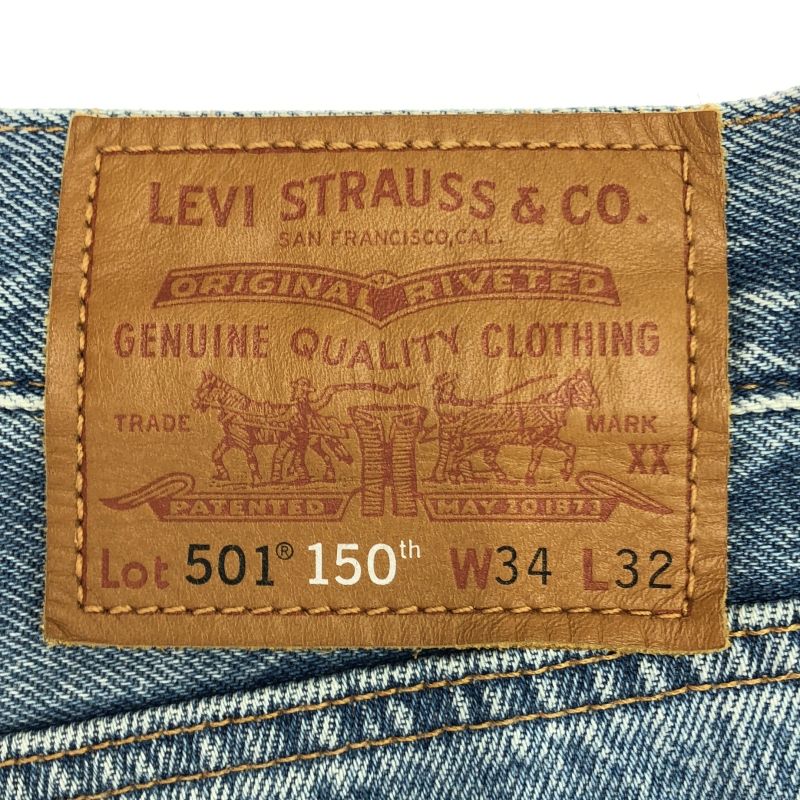 LEVI STRAUSS & CO.
SAN FRANCISCO, CAL.
ORIGINAL RIVETED
GENUINE QUALITY CLOTHING
TRADE MARK
XX
PATENTED MAY 20 1873
Lot 501® 150th W34 L32